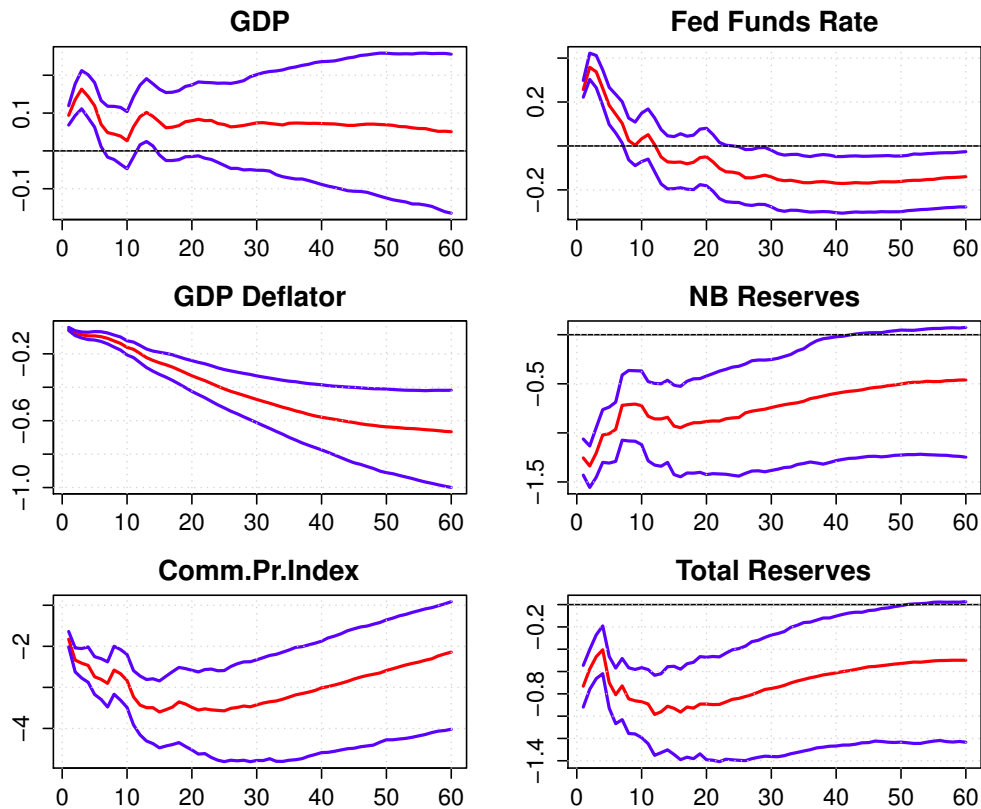 GDP
0.1
-0.1
0 10 20 30 40 50 60
Fed Funds Rate
0.2
-0.2
0 10 20 30 40 50 60
GDP Deflator
-0.2
-0.6
-1.0
0 10 20 30 40 50 60
NB Reserves
-0.5
-1.5
0 10 20 30 40 50 60
Comm.Pr.Index
-2
-4
0 10 20 30 40 50 60
Total Reserves
-0.2
-0.8
-1.4
0 10 20 30 40 50 60